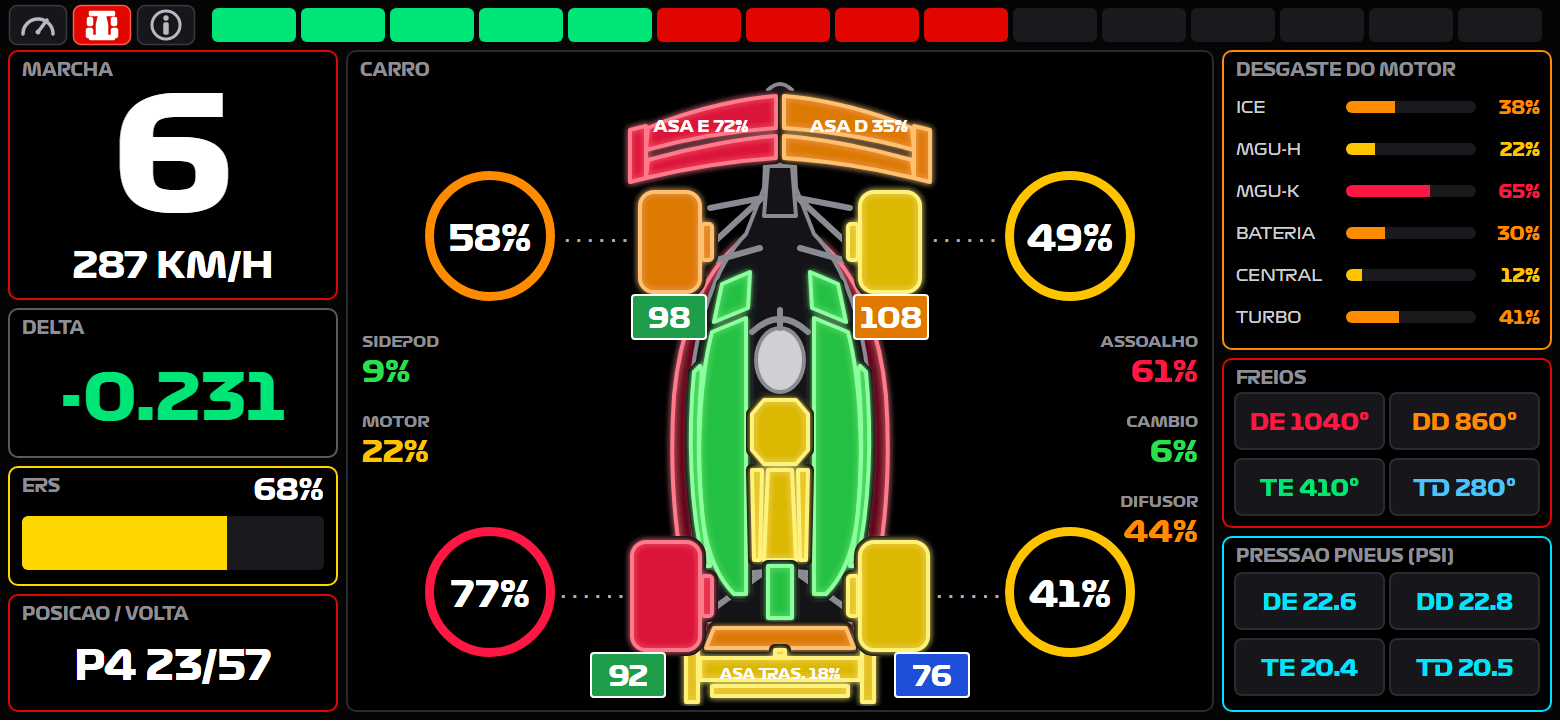 MARCHA
6
287 KM/H
DELTA
-0.231
ERS
68%
POSICAO / VOLTA
P4 23/57
CARRO
ASA E 72%
ASA D 35%
58%
49%
98
108
SIDEPOD
9%
MOTOR
22%
ASSOALHO
61%
CAMBIO
6%
DIFUSOR
44%
77%
41%
92
ASA TRAS. 18%
76
DESGASTE DO MOTOR
ICE 38%
MGU-H 22%
MGU-K 65%
BATERIA 30%
CENTRAL 12%
TURBO 41%
FREIOS
DE 1040° DD 860°
TE 410° TD 280°
PRESSAO PNEUS (PSI)
DE 22.6 DD 22.8
TE 20.4 TD 20.5